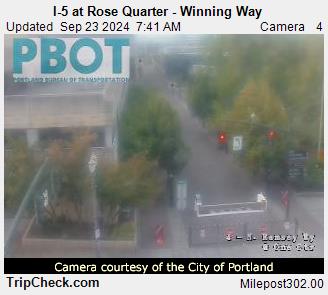 I-5 at Rose Quarter - Winning Way
Updated Sep 23 2024 7:41 AM Camera 4
PBOT
PORTLAND BUREAU OF TRANSPORTATION
Camera courtesy of the City of Portland
TripCheck.com Milepost302.00